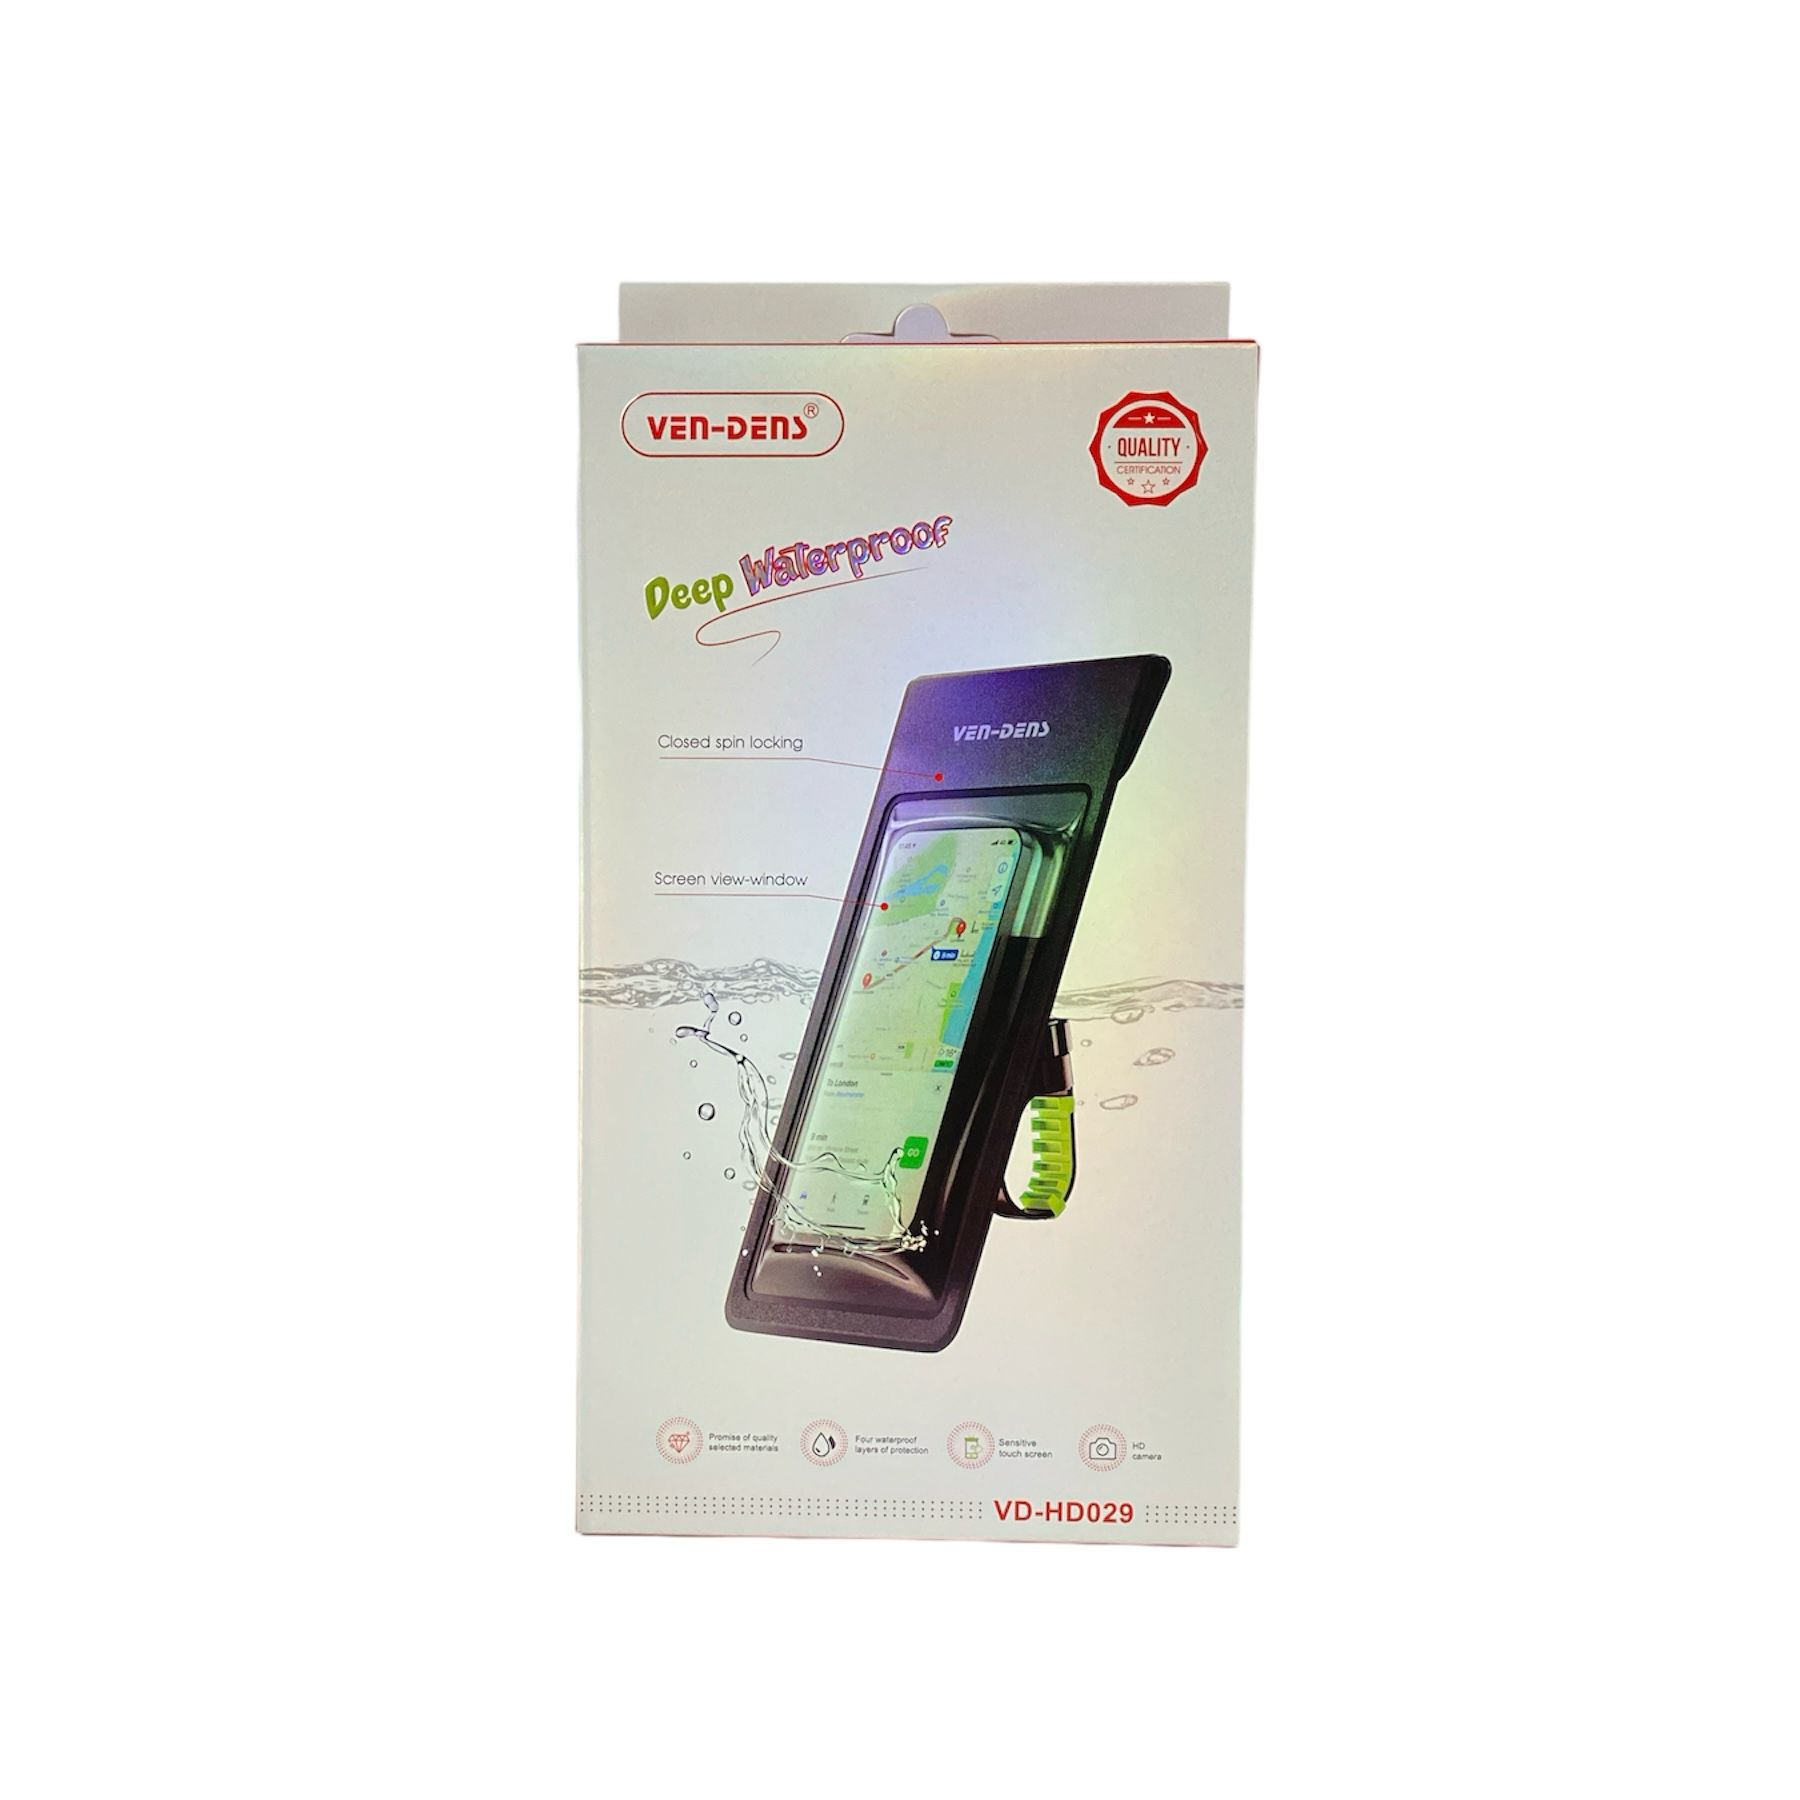 VEN-DENS®
QUALITY
CERTIFICATION
Deep Waterproof
VEN-DENS
Closed spin locking
Screen view-window
To London
GO
Promise of quality
selected materials
Four waterproof
layers of protection
Sensitive
touch screen
HD
camera
VD-HD029